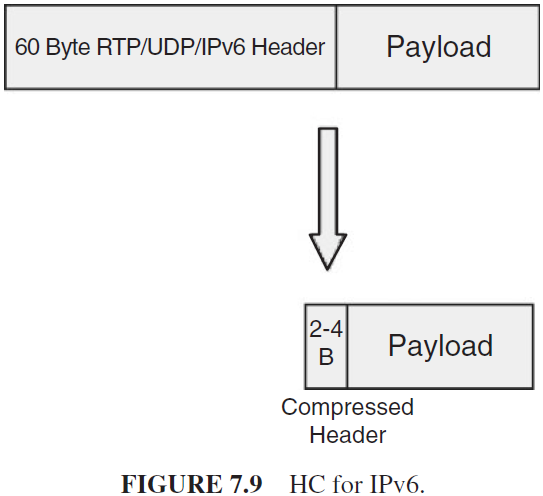 60 Byte RTP/UDP/IPv6 Header
Payload
2-4
B
Payload
Compressed
Header
FIGURE 7.9 HC for IPv6.